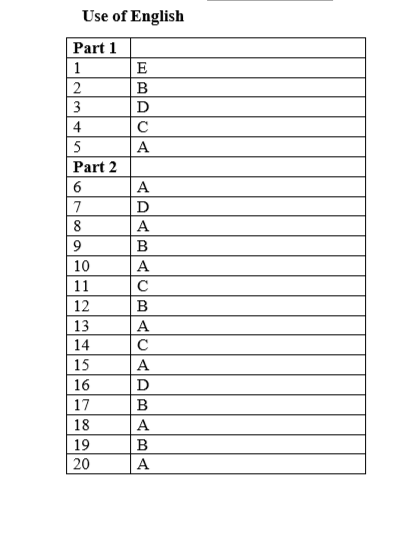 Use of English
Part 1
1 E
2 B
3 D
4 C
5 A
Part 2
6 A
7 D
8 A
9 B
10 A
11 C
12 B
13 A
14 C
15 A
16 D
17 B
18 A
19 B
20 A